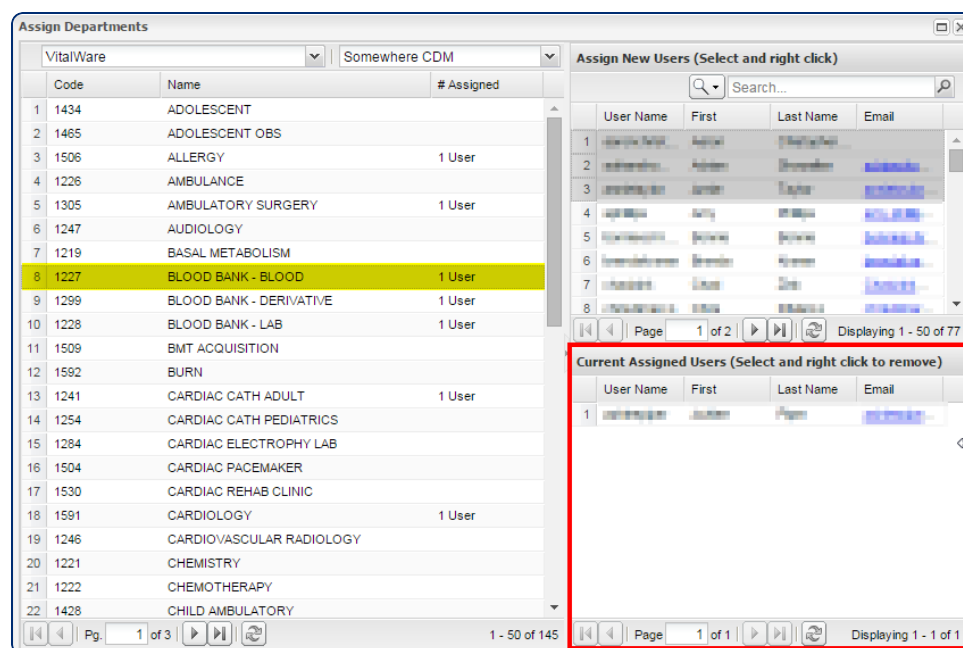 Assign Departments
VitalWare Somewhere CDM
Code Name # Assigned
1 1434 ADOLESCENT
2 1465 ADOLESCENT OBS
3 1506 ALLERGY 1 User
4 1226 AMBULANCE
5 1305 AMBULATORY SURGERY 1 User
6 1247 AUDIOLOGY
7 1219 BASAL METABOLISM
8 1227 BLOOD BANK - BLOOD 1 User
9 1299 BLOOD BANK - DERIVATIVE 1 User
10 1228 BLOOD BANK - LAB 1 User
11 1509 BMT ACQUISITION
12 1592 BURN
13 1241 CARDIAC CATH ADULT 1 User
14 1254 CARDIAC CATH PEDIATRICS
15 1284 CARDIAC ELECTROPHY LAB
16 1504 CARDIAC PACEMAKER
17 1530 CARDIAC REHAB CLINIC
18 1591 CARDIOLOGY 1 User
19 1246 CARDIOVASCULAR RADIOLOGY
20 1221 CHEMISTRY
21 1222 CHEMOTHERAPY
22 1428 CHILD AMBULATORY
Pg. 1 of 3 1 - 50 of 145
Assign New Users (Select and right click)
Search...
User Name First Last Name Email
1
2
3
4
5
6
7
8
Page 1 of 2 Displaying 1 - 50 of 77
Current Assigned Users (Select and right click to remove)
User Name First Last Name Email
1
Page 1 of 1 Displaying 1 - 1 of 1